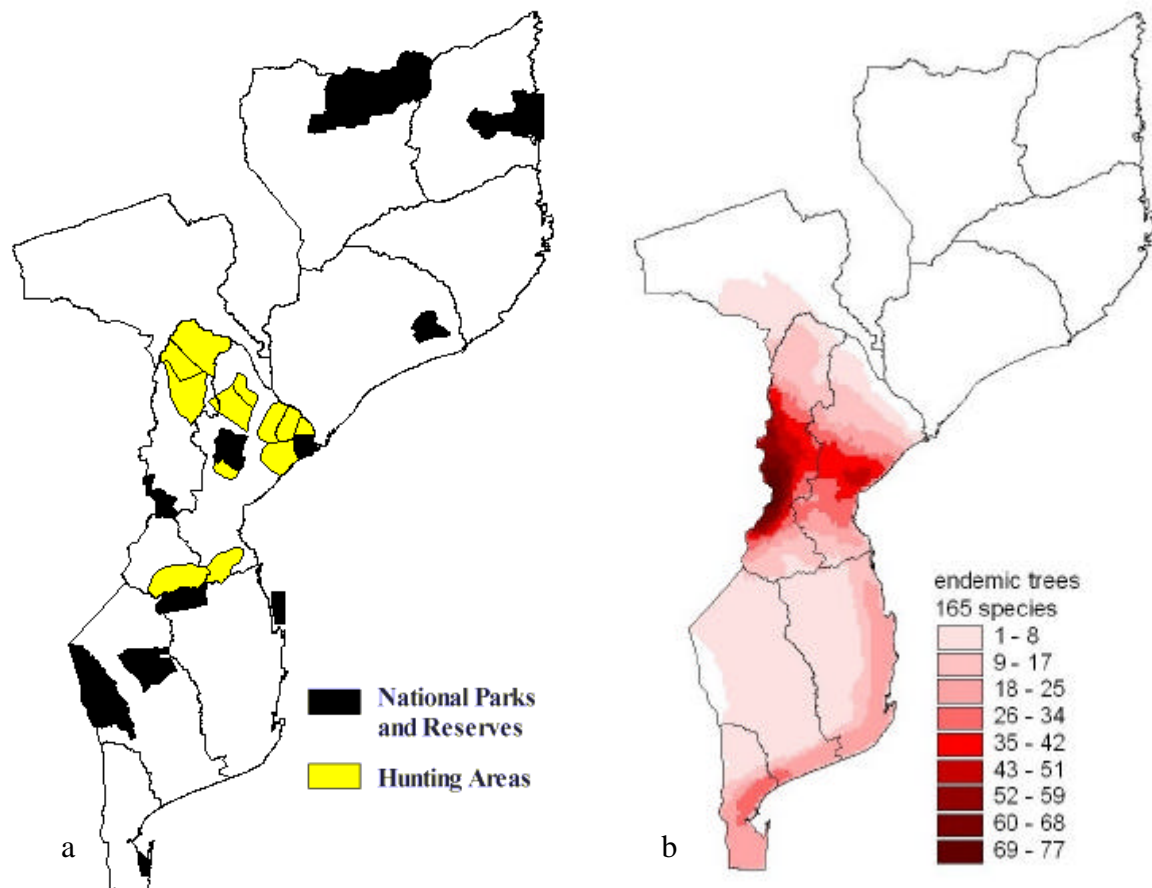 National Parks
and Reserves
Hunting Areas
a
endemic trees
165 species
1 - 8
9 - 17
18 - 25
26 - 34
35 - 42
43 - 51
52 - 59
60 - 68
69 - 77
b